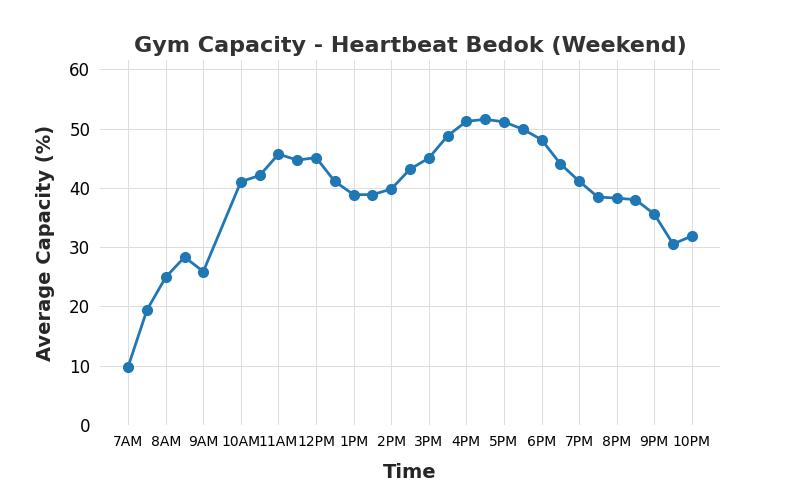 Gym Capacity - Heartbeat Bedok (Weekend)
Average Capacity (%)
60
50
40
30
20
10
0
7AM 8AM 9AM 10AM 11AM 12PM 1PM 2PM 3PM 4PM 5PM 6PM 7PM 8PM 9PM 10PM
Time